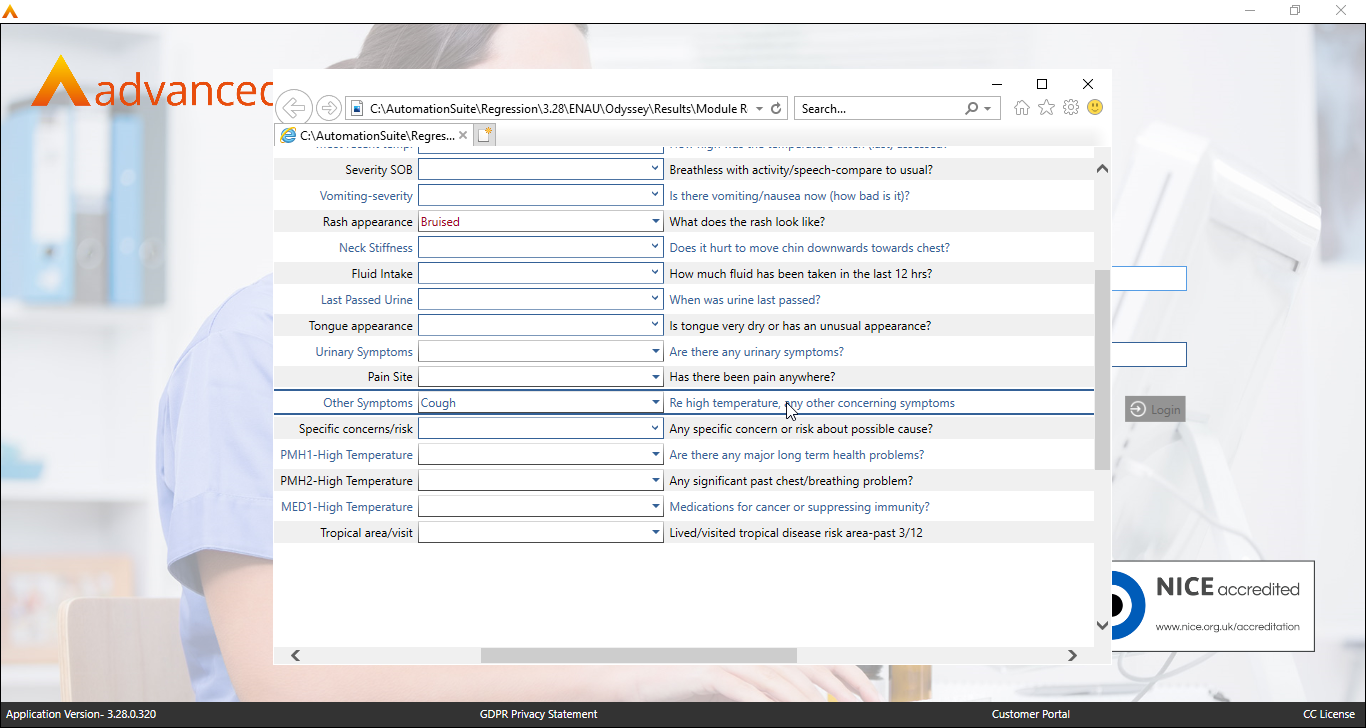 advanced
C:\AutomationSuite\Regression\3.28\ENAU\Odyssey\Results\Module R
Search...
C:\AutomationSuite\Regres...
Severity SOB Breathless with activity/speech-compare to usual?
Vomiting-severity Is there vomiting/nausea now (how bad is it)?
Rash appearance Bruised What does the rash look like?
Neck Stiffness Does it hurt to move chin downwards towards chest?
Fluid Intake How much fluid has been taken in the last 12 hrs?
Last Passed Urine When was urine last passed?
Tongue appearance Is tongue very dry or has an unusual appearance?
Urinary Symptoms Are there any urinary symptoms?
Pain Site Has there been pain anywhere?
Other Symptoms Cough Re high temperature, any other concerning symptoms
Specific concerns/risk Any specific concern or risk about possible cause?
PMH1-High Temperature Are there any major long term health problems?
PMH2-High Temperature Any significant past chest/breathing problem?
MED1-High Temperature Medications for cancer or suppressing immunity?
Tropical area/visit Lived/visited tropical disease risk area-past 3/12
Login
NICE accredited
www.nice.org.uk/accreditation
Application Version- 3.28.0.320 GDPR Privacy Statement Customer Portal CC License